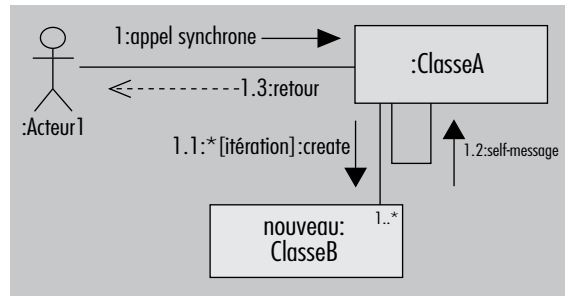 1:appel synchrone
:ClasseA
1.3:retour
:Acteur1
1.1:*[itération]:create
1.2:self-message
1..*
nouveau:
ClasseB